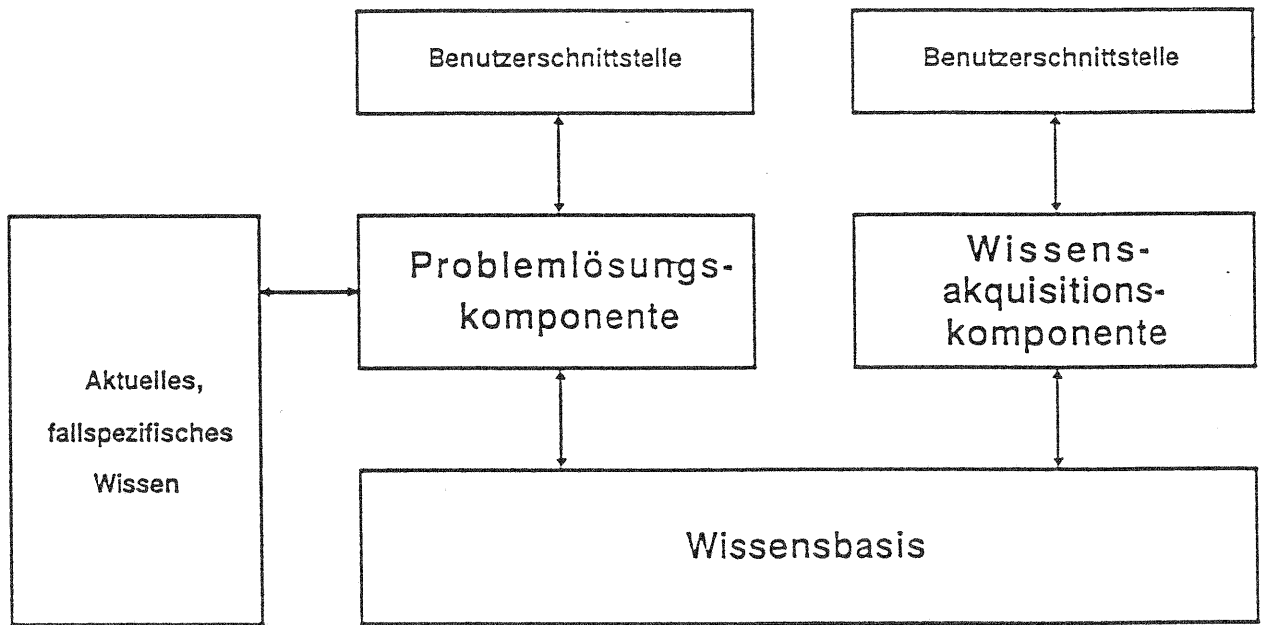 Benutzerschnittstelle
Benutzerschnittstelle
Problemlösungs-
komponente
Wissens-
akquisitions-
komponente
Aktuelles,
fallspezifisches
Wissen
Wissensbasis